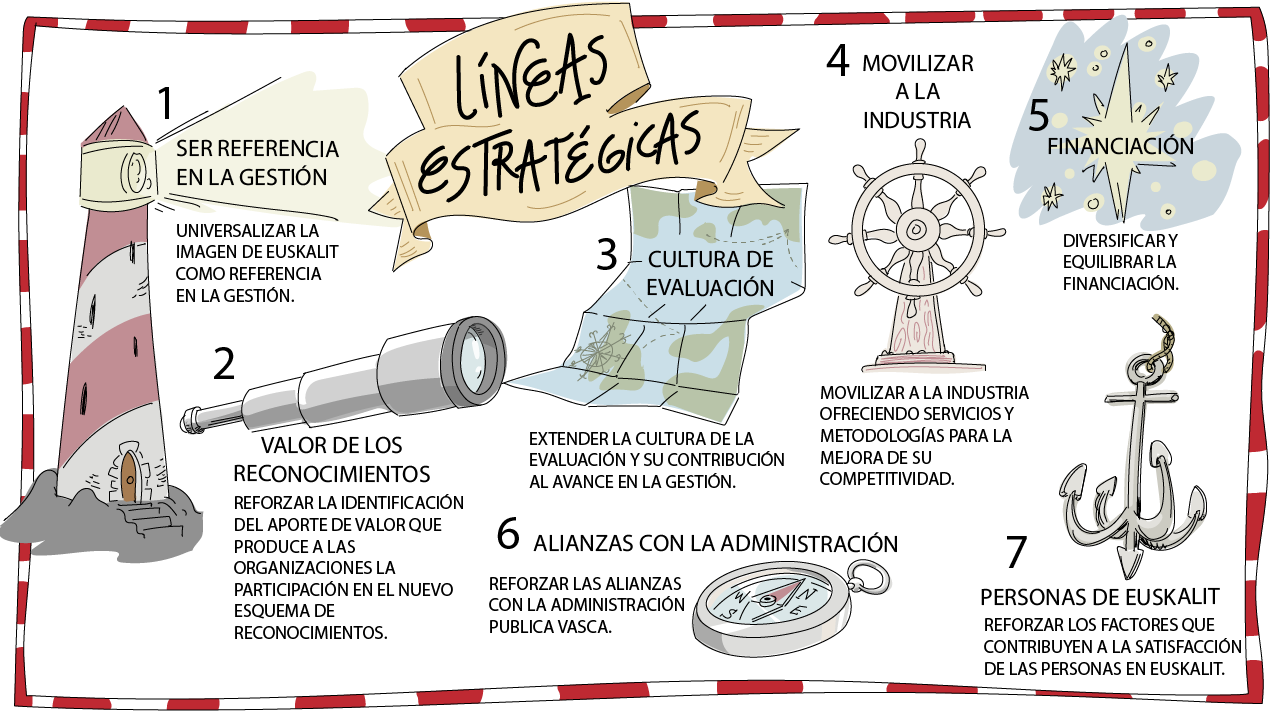 LÍNEAS
ESTRATÉGICAS
1
SER REFERENCIA
EN LA GESTIÓN
UNIVERSALIZAR LA
IMAGEN DE EUSKALIT
COMO REFERENCIA
EN LA GESTIÓN.
2
VALOR DE LOS
RECONOCIMIENTOS
REFORZAR LA IDENTIFICACIÓN
DEL APORTE DE VALOR QUE
PRODUCE A LAS
ORGANIZACIONES LA
PARTICIPACIÓN EN EL NUEVO
ESQUEMA DE
RECONOCIMIENTOS.
3
CULTURA DE
EVALUACIÓN
EXTENDER LA CULTURA DE LA
EVALUACIÓN Y SU CONTRIBUCIÓN
AL AVANCE EN LA GESTIÓN.
4
MOVILIZAR
A LA
INDUSTRIA
MOVILIZAR A LA INDUSTRIA
OFRECIENDO SERVICIOS Y
METODOLOGÍAS PARA LA
MEJORA DE SU
COMPETITIVIDAD.
5
FINANCIACIÓN
DIVERSIFICAR Y
EQUILIBRAR LA
FINANCIACIÓN.
6
ALIANZAS CON LA ADMINISTRACIÓN
REFORZAR LAS ALIANZAS
CON LA ADMINISTRACIÓN
PUBLICA VASCA.
W N
S E
7
PERSONAS DE EUSKALIT
REFORZAR LOS FACTORES QUE
CONTRIBUYEN A LA SATISFACCIÓN
DE LAS PERSONAS EN EUSKALIT.